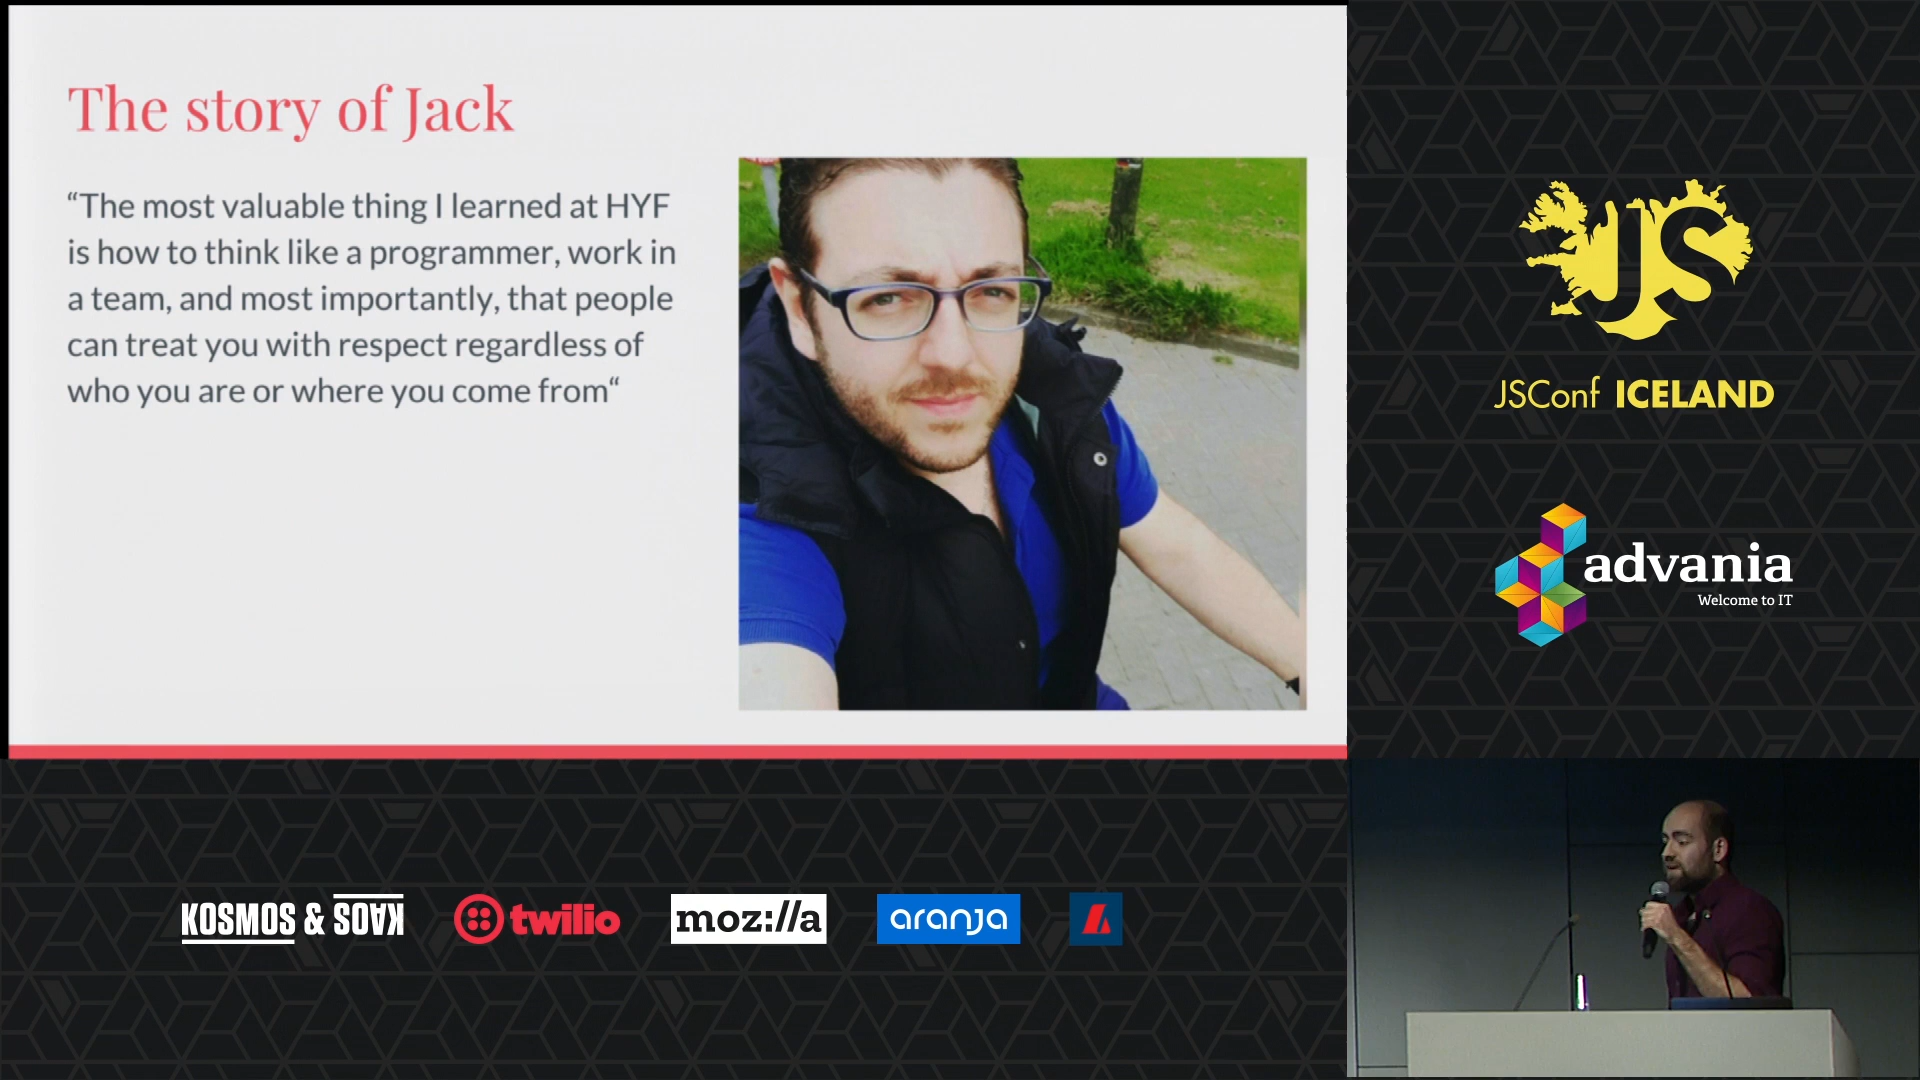 The story of Jack
“The most valuable thing I learned at HYF
is how to think like a programmer, work in
a team, and most importantly, that people
can treat you with respect regardless of
who you are or where you come from“
JS
JSConf ICELAND
advania
Welcome to IT
KOSMOS & KAOS
twilio
moz://a
aranja